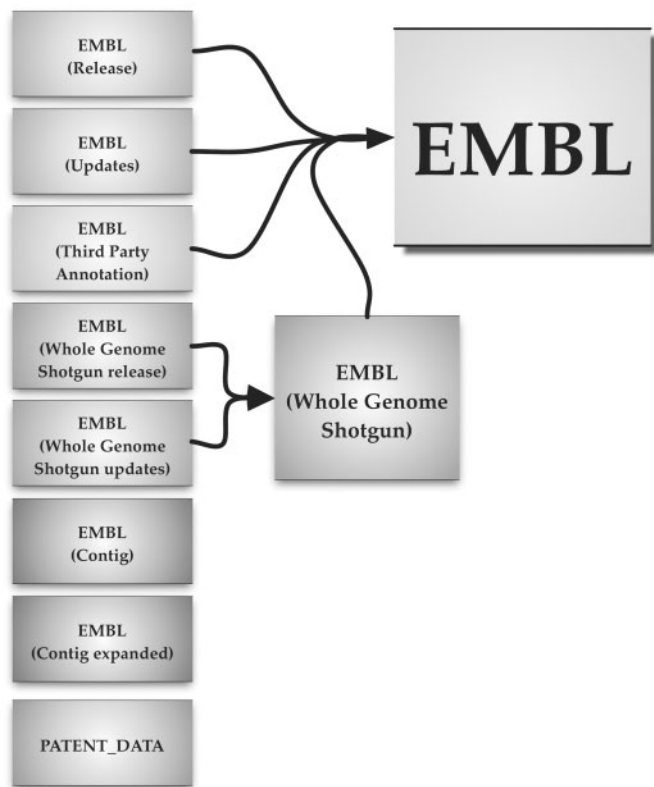 EMBL
(Release)
EMBL
EMBL
(Updates)
EMBL
(Third Party
Annotation)
EMBL
(Whole Genome
Shotgun release)
EMBL
(Whole Genome
Shotgun)
EMBL
(Whole Genome
Shotgun updates)
EMBL
(Contig)
EMBL
(Contig expanded)
PATENT_DATA